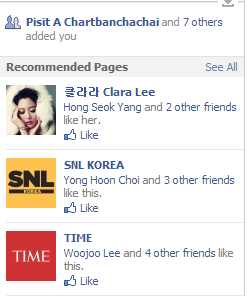 Pisit A Chartbanchachai and 7 others
added you
Recommended Pages See All
클라라 Clara Lee
Hong Seok Yang and 2 other friends
like her.
Like
SNL
KOREA
SNL KOREA
Yong Hoon Choi and 3 other friends
like this.
Like
TIME
TIME
Woojoo Lee and 4 other friends like
this.
Like